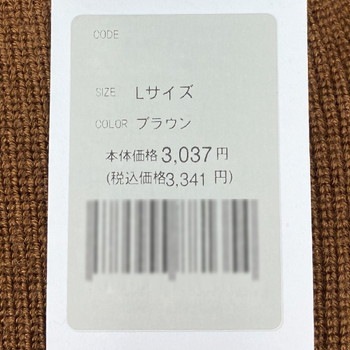 CODE
SIZE Lサイズ
COLOR ブラウン
本体価格 3,037 円
(税込価格3,341 円)